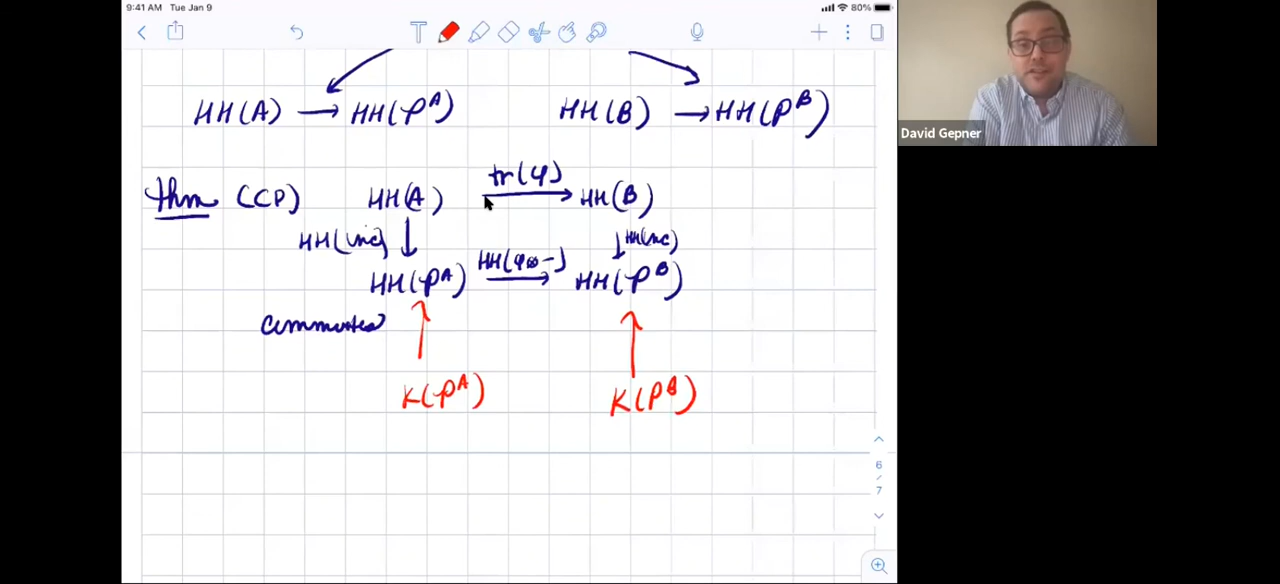 9:41 AM Tue Jan 9
80%
T
HH(A) → HH(P^A) HH(B) → HH(P^B)
David Gepner
thm (CP) HH(A) tr(φ) → HH(B)
HH(inc) ↓ ↓ HH(inc)
HH(P^A) HH(φ⊗-) → HH(P^B)
commutes
K(P^A) K(P^B)
6
/
7